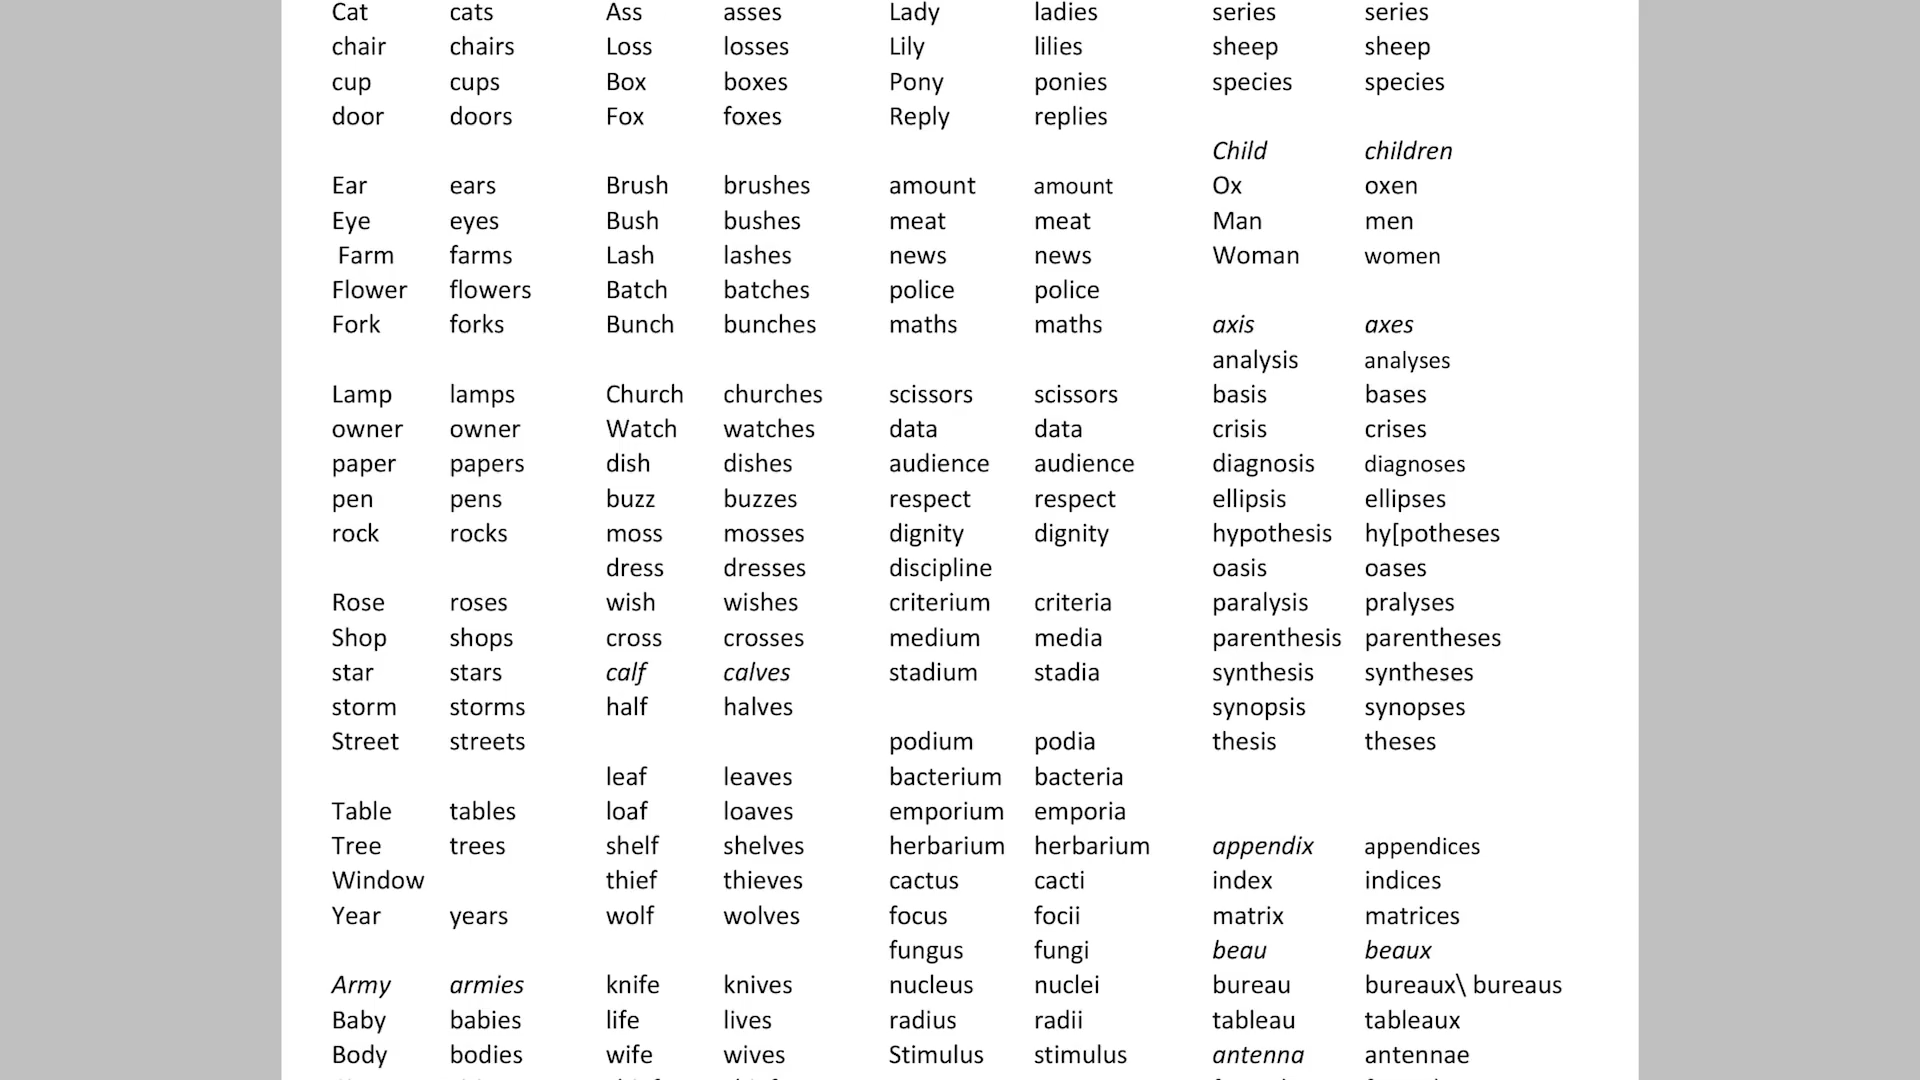 Cat cats Ass asses Lady ladies series series
chair chairs Loss losses Lily lilies sheep sheep
cup cups Box boxes Pony ponies species species
door doors Fox foxes Reply replies
Child children
Ear ears Brush brushes amount amount Ox oxen
Eye eyes Bush bushes meat meat Man men
Farm farms Lash lashes news news Woman women
Flower flowers Batch batches police police
Fork forks Bunch bunches maths maths axis axes
analysis analyses
Lamp lamps Church churches scissors scissors basis bases
owner owner Watch watches data data crisis crises
paper papers dish dishes audience audience diagnosis diagnoses
pen pens buzz buzzes respect respect ellipsis ellipses
rock rocks moss mosses dignity dignity hypothesis hy[potheses
dress dresses discipline oasis oases
Rose roses wish wishes criterium criteria paralysis pralyses
Shop shops cross crosses medium media parenthesis parentheses
star stars calf calves stadium stadia synthesis syntheses
storm storms half halves synopsis synopses
Street streets podium podia thesis theses
leaf leaves bacterium bacteria
Table tables loaf loaves emporium emporia
Tree trees shelf shelves herbarium herbarium appendix appendices
Window thief thieves cactus cacti index indices
Year years wolf wolves focus focii matrix matrices
fungus fungi beau beaux
Army armies knife knives nucleus nuclei bureau bureaux\ bureaus
Baby babies life lives radius radii tableau tableaux
Body bodies wife wives Stimulus stimulus antenna antennae